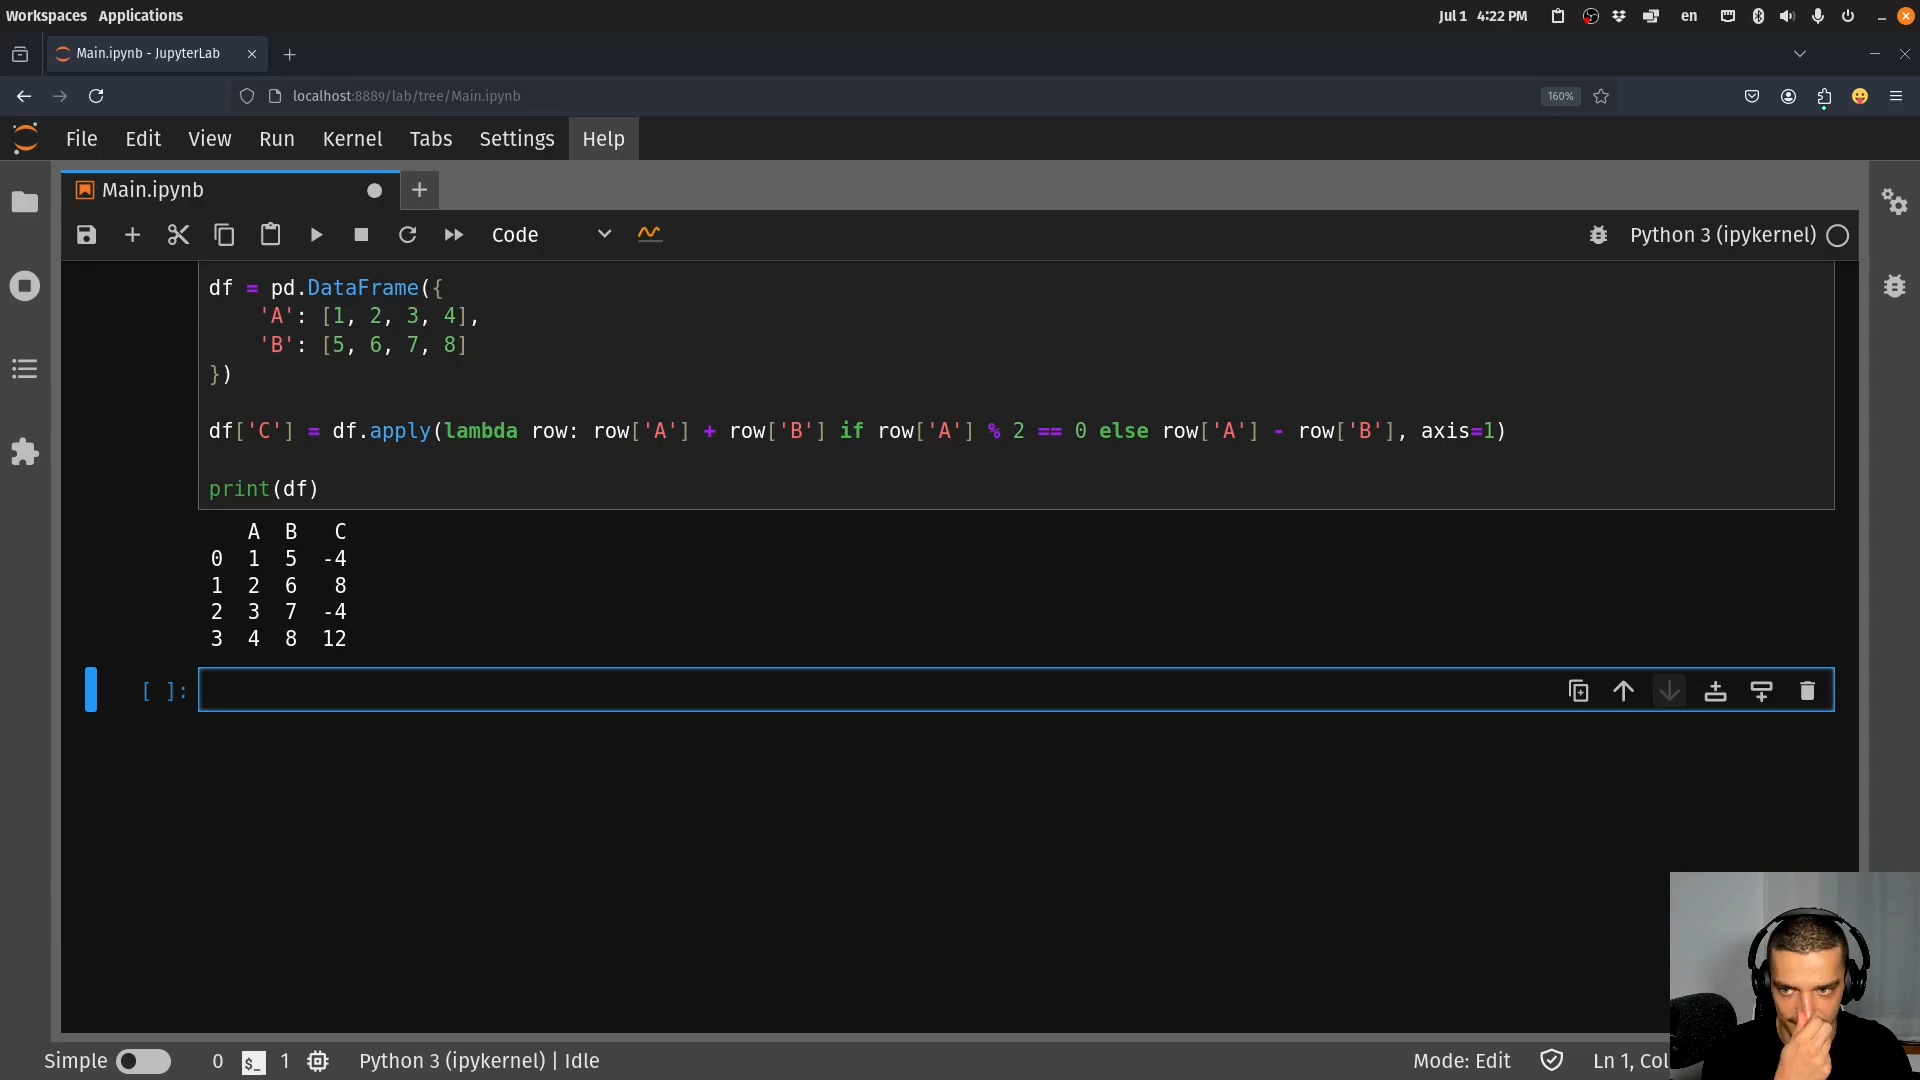 Workspaces Applications
Jul 1 4:22 PM
en
Main.ipynb - JupyterLab
localhost:8889/lab/tree/Main.ipynb
160%
File Edit View Run Kernel Tabs Settings Help
Main.ipynb
Code
Python 3 (ipykernel)
df = pd.DataFrame({
'A': [1, 2, 3, 4],
'B': [5, 6, 7, 8]
})
df['C'] = df.apply(lambda row: row['A'] + row['B'] if row['A'] % 2 == 0 else row['A'] - row['B'], axis=1)
print(df)
A B C
0 1 5 -4
1 2 6 8
2 3 7 -4
3 4 8 12
[ ]:
Simple 0 $_ 1 Python 3 (ipykernel) | Idle
Mode: Edit Ln 1, Col